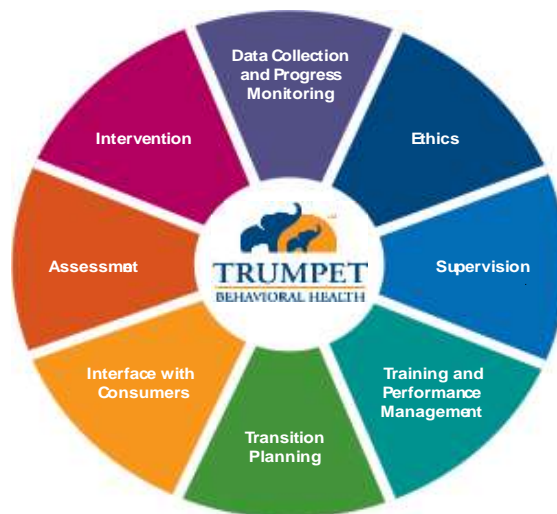 Data Collection
and Progress
Monitoring
Ethics
Supervision
Training and
Performance
Management
Transition
Planning
Interface with
Consumers
Assessment
Intervention
TRUMPET
BEHAVIORAL HEALTH